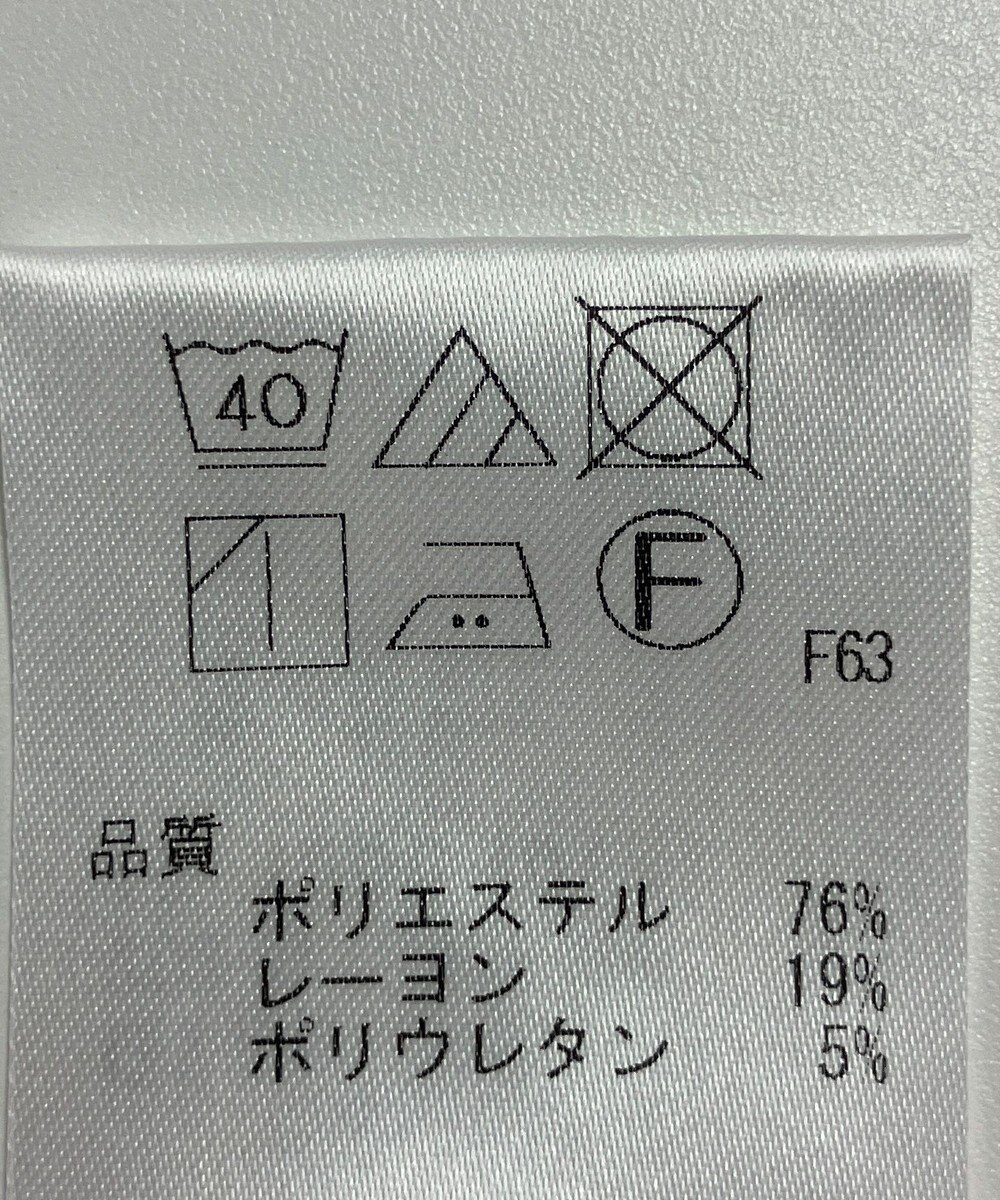 40
F
F63
品質
ポリエステル 76%
レーヨン 19%
ポリウレタン 5%